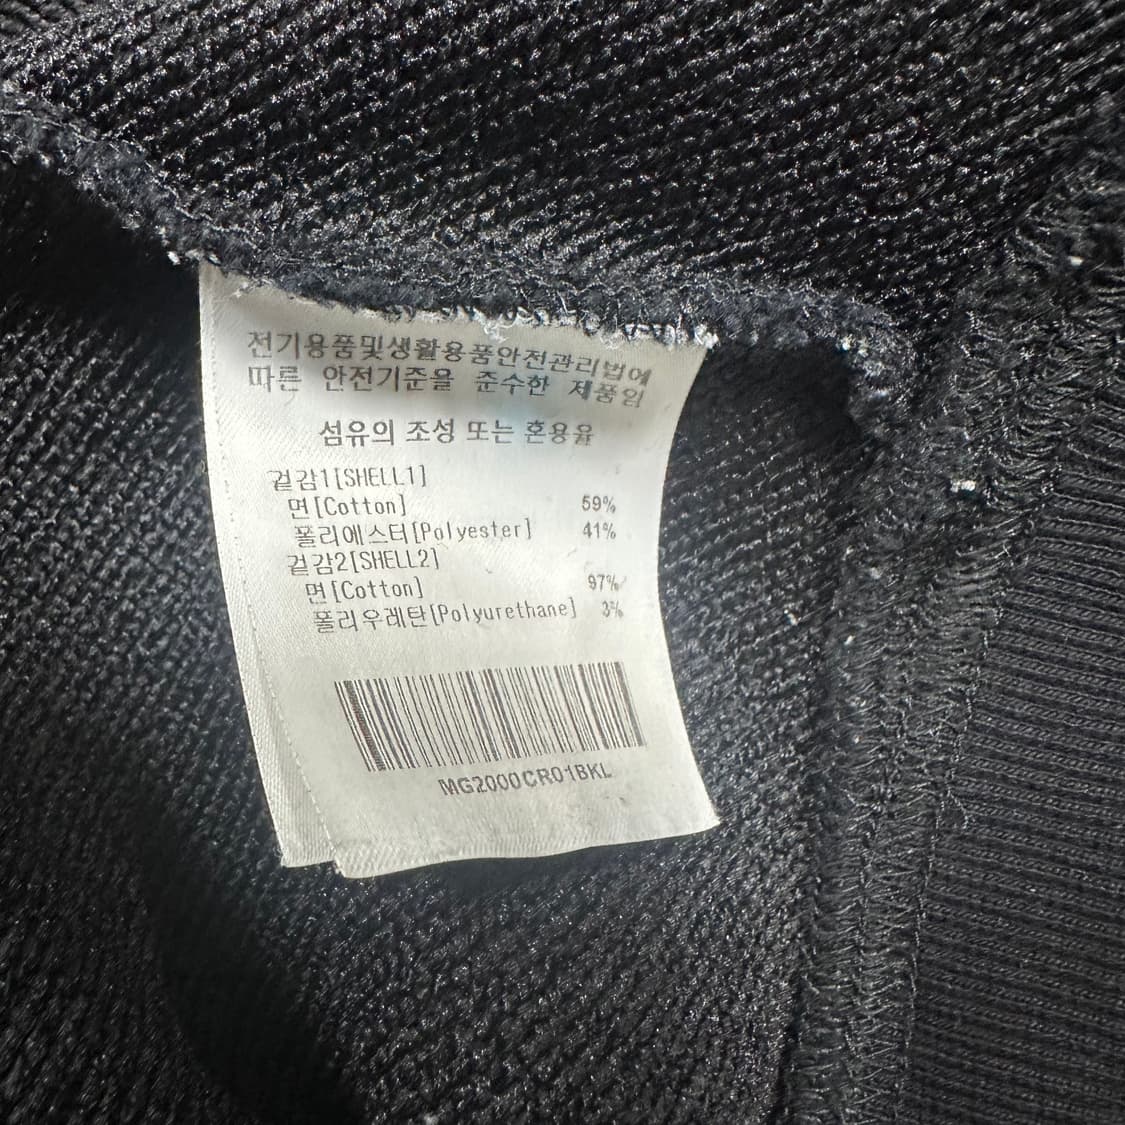 전기용품및생활용품안전관리법에
따른 안전기준을 준수한 제품임
섬유의 조성 또는 혼용율
겉감1[SHELL1]
면[Cotton] 59%
폴리에스터[Polyester] 41%
겉감2[SHELL2]
면[Cotton] 97%
폴리우레탄[Polyurethane] 3%
MG2000CR01BKL